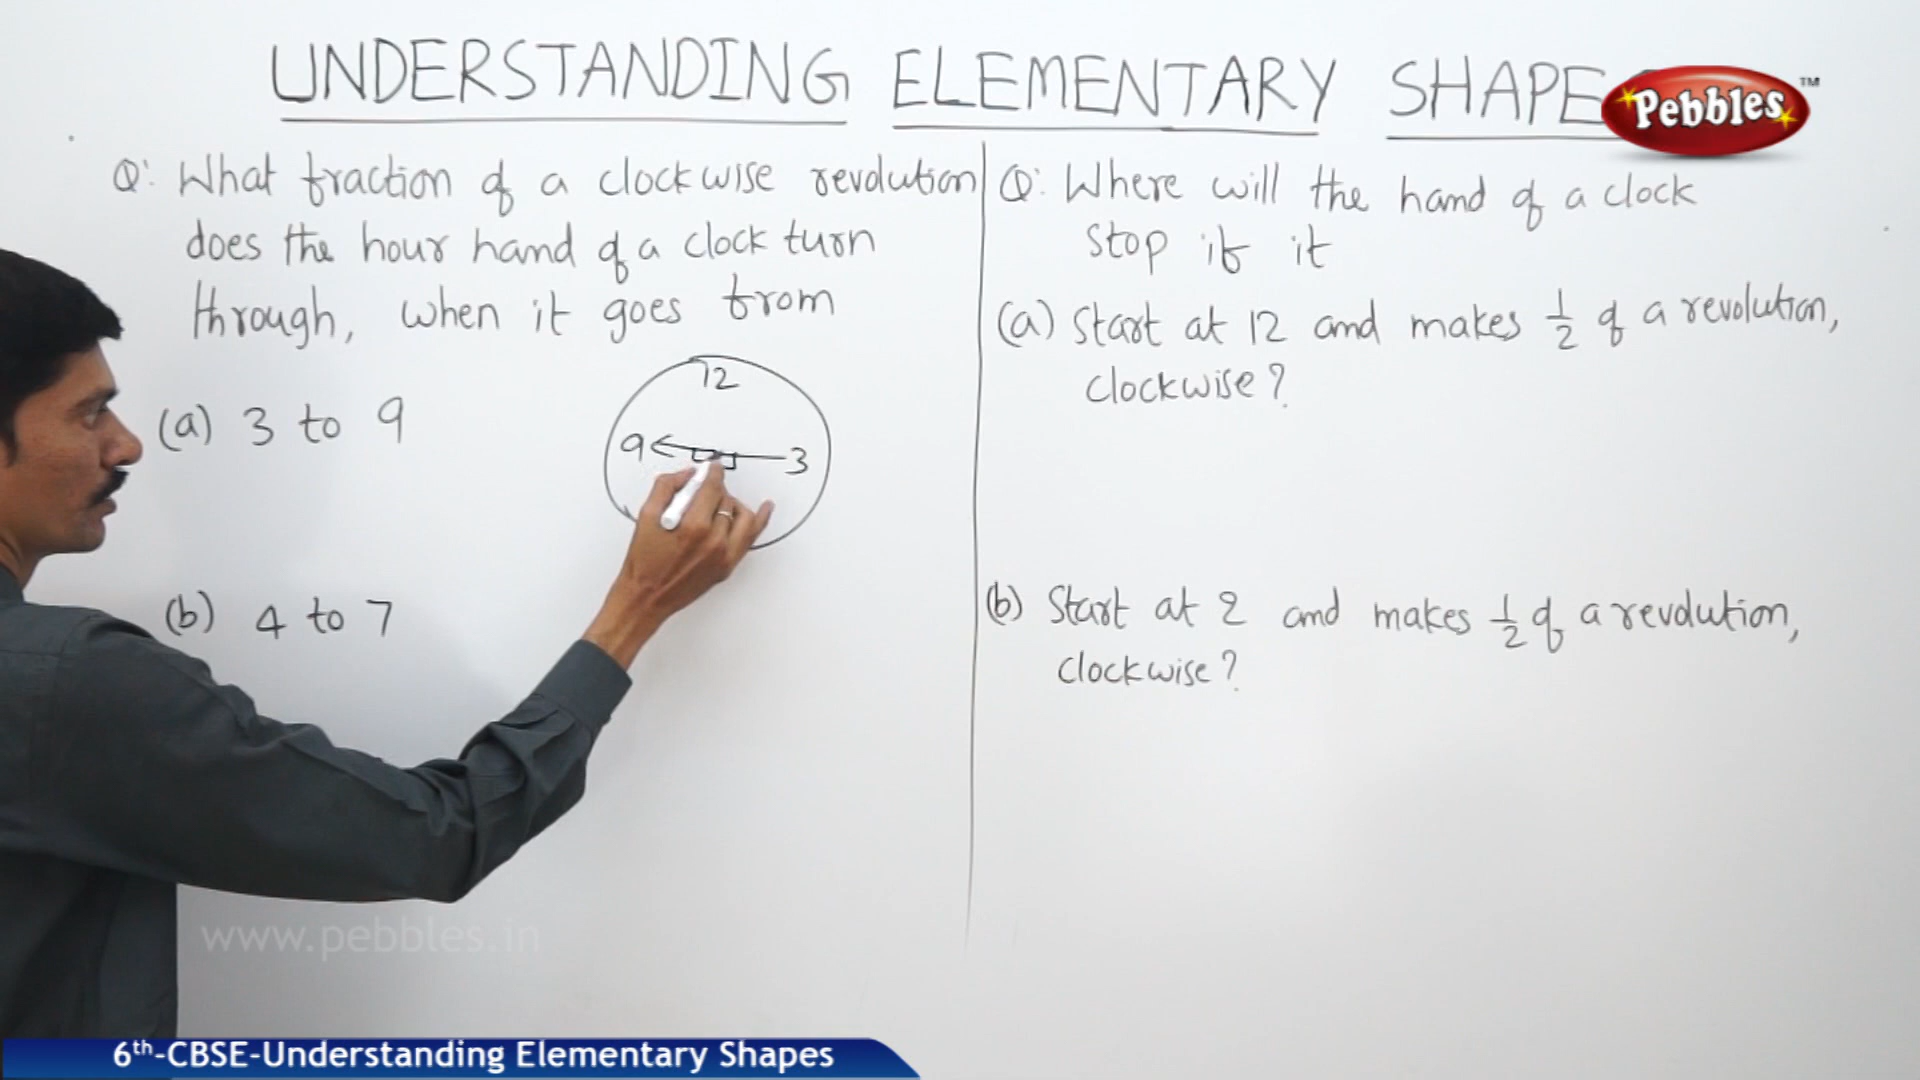 UNDERSTANDING ELEMENTARY SHAPE
Pebbles™
Q: What fraction of a clockwise revolution
does the hour hand of a clock turn
through, when it goes from
(a) 3 to 9
12
9
3
(b) 4 to 7
Q: Where will the hand of a clock
stop if it
(a) Start at 12 and makes 1/2 of a revolution,
clockwise?
(b) Start at 2 and makes 1/2 of a revolution,
clockwise?
www.pebbles.in
6th-CBSE-Understanding Elementary Shapes